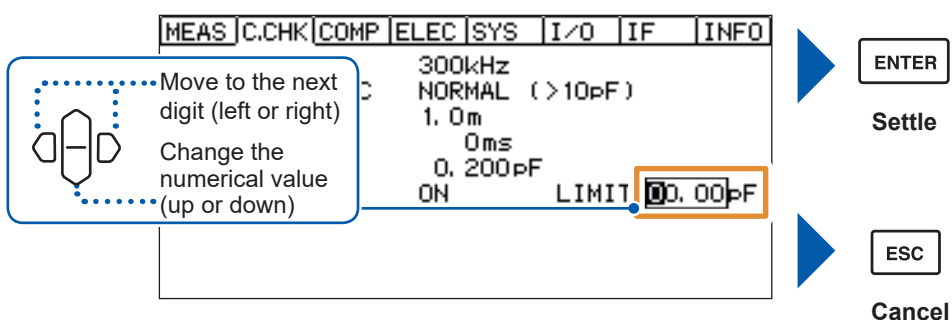 MEAS C.CHK COMP ELEC SYS I/O IF INFO
Move to the next
digit (left or right)
Change the
numerical value
(up or down)
300kHz
C NORMAL (>10pF)
1. 0m
0ms
0. 200pF
ON LIMIT 00. 00pF
ENTER
Settle
ESC
Cancel